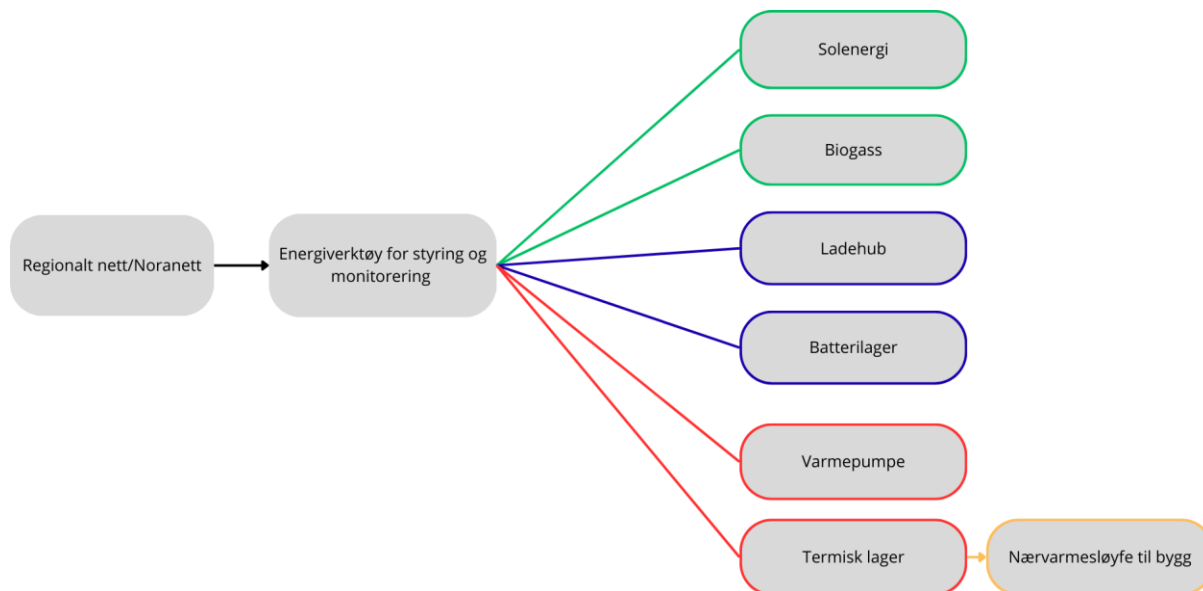 Solenergi
Biogass
Regionalt nett/Noranett
Energiverktøy for styring og
monitorering
Ladehub
Batterilager
Varmepumpe
Termisk lager
Nærvarmesløyfe til bygg